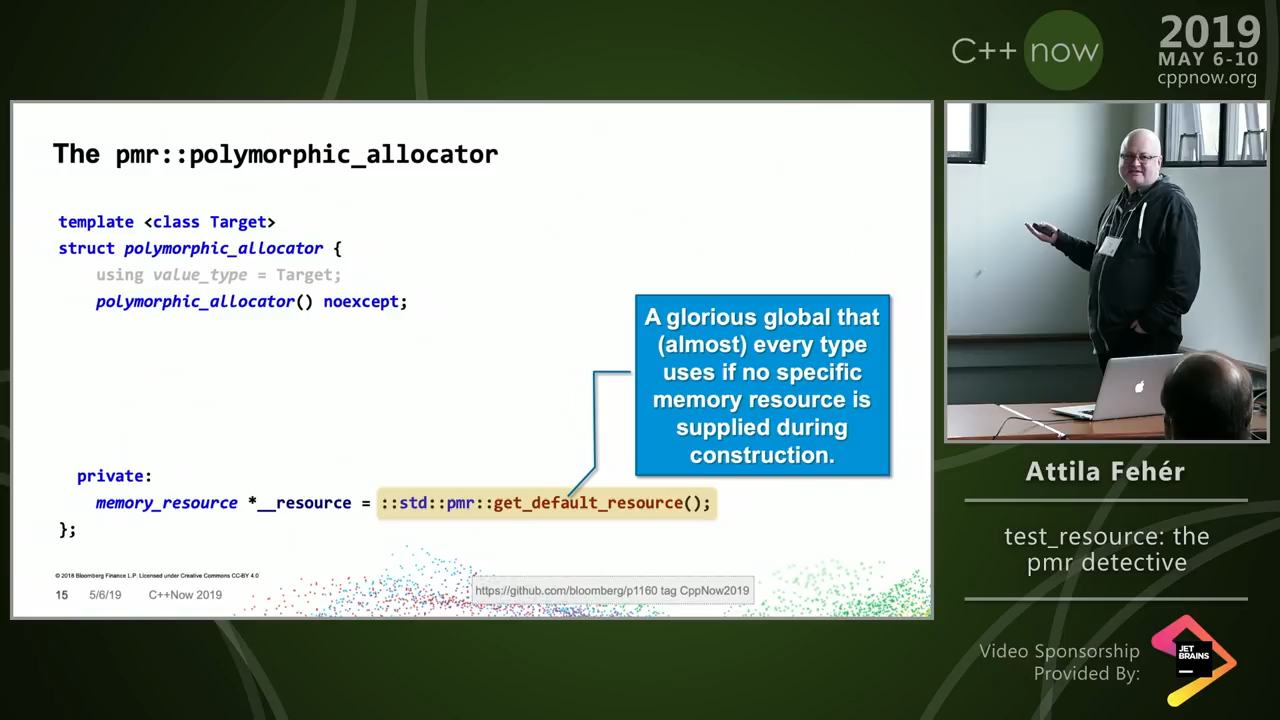 C++ now
2019
MAY 6-10
cppnow.org
The pmr::polymorphic_allocator
template <class Target>
struct polymorphic_allocator {
using value_type = Target;
polymorphic_allocator() noexcept;
A glorious global that
(almost) every type
uses if no specific
memory resource is
supplied during
construction.
private:
memory_resource *__resource = ::std::pmr::get_default_resource();
};
© 2018 Bloomberg Finance L.P. Licensed under Creative Commons CC-BY 4.0
15 5/6/19 C++Now 2019
https://github.com/bloomberg/p1160 tag CppNow2019
Attila Fehér
test_resource: the
pmr detective
Video Sponsorship
Provided By:
JET
BRAINS